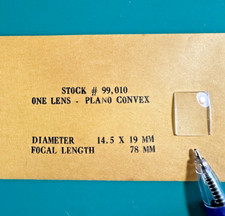 STOCK # 99,010
ONE LENS - PLANO CONVEX
DIAMETER 14.5 X 19 MM
FOCAL LENGTH 78 MM